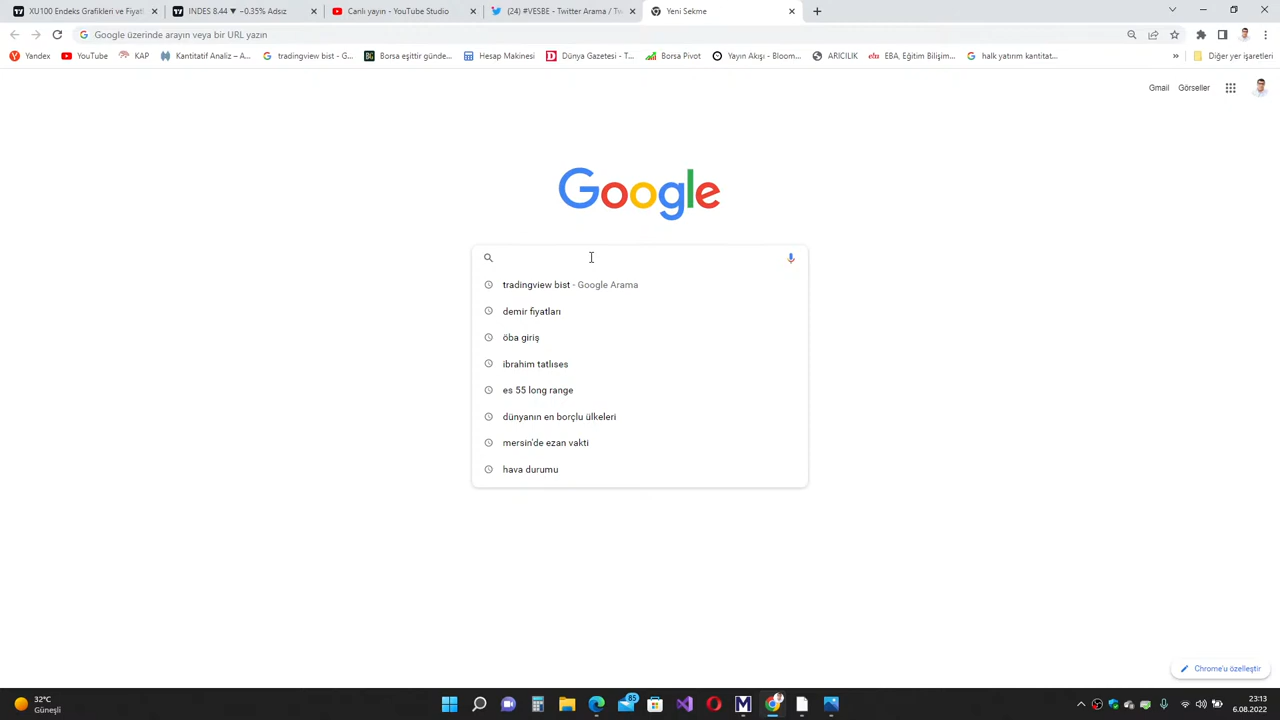 XU100 Endeks Grafikleri ve Fiyatl
INDES 8.44 ▼ −0.35% Adsız
Canlı yayın - YouTube Studio
(24) #VESBE - Twitter Arama / Tw
Yeni Sekme
Google üzerinde arayın veya bir URL yazın
Yandex
YouTube
KAP
Kantitatif Analiz – A...
tradingview bist - G...
Borsa eşittir günde...
Hesap Makinesi
Dünya Gazetesi - T...
Borsa Pivot
Yayın Akışı - Bloom...
ARICILIK
EBA, Eğitim Bilişim...
halk yatırım kantitat...
»
Diğer yer işaretleri
Gmail
Görseller
Google
tradingview bist - Google Arama
demir fiyatları
öba giriş
ibrahim tatlıses
es 55 long range
dünyanın en borçlu ülkeleri
mersin'de ezan vakti
hava durumu
Chrome'u özelleştir
32°C
Güneşli
85
23:13
6.08.2022